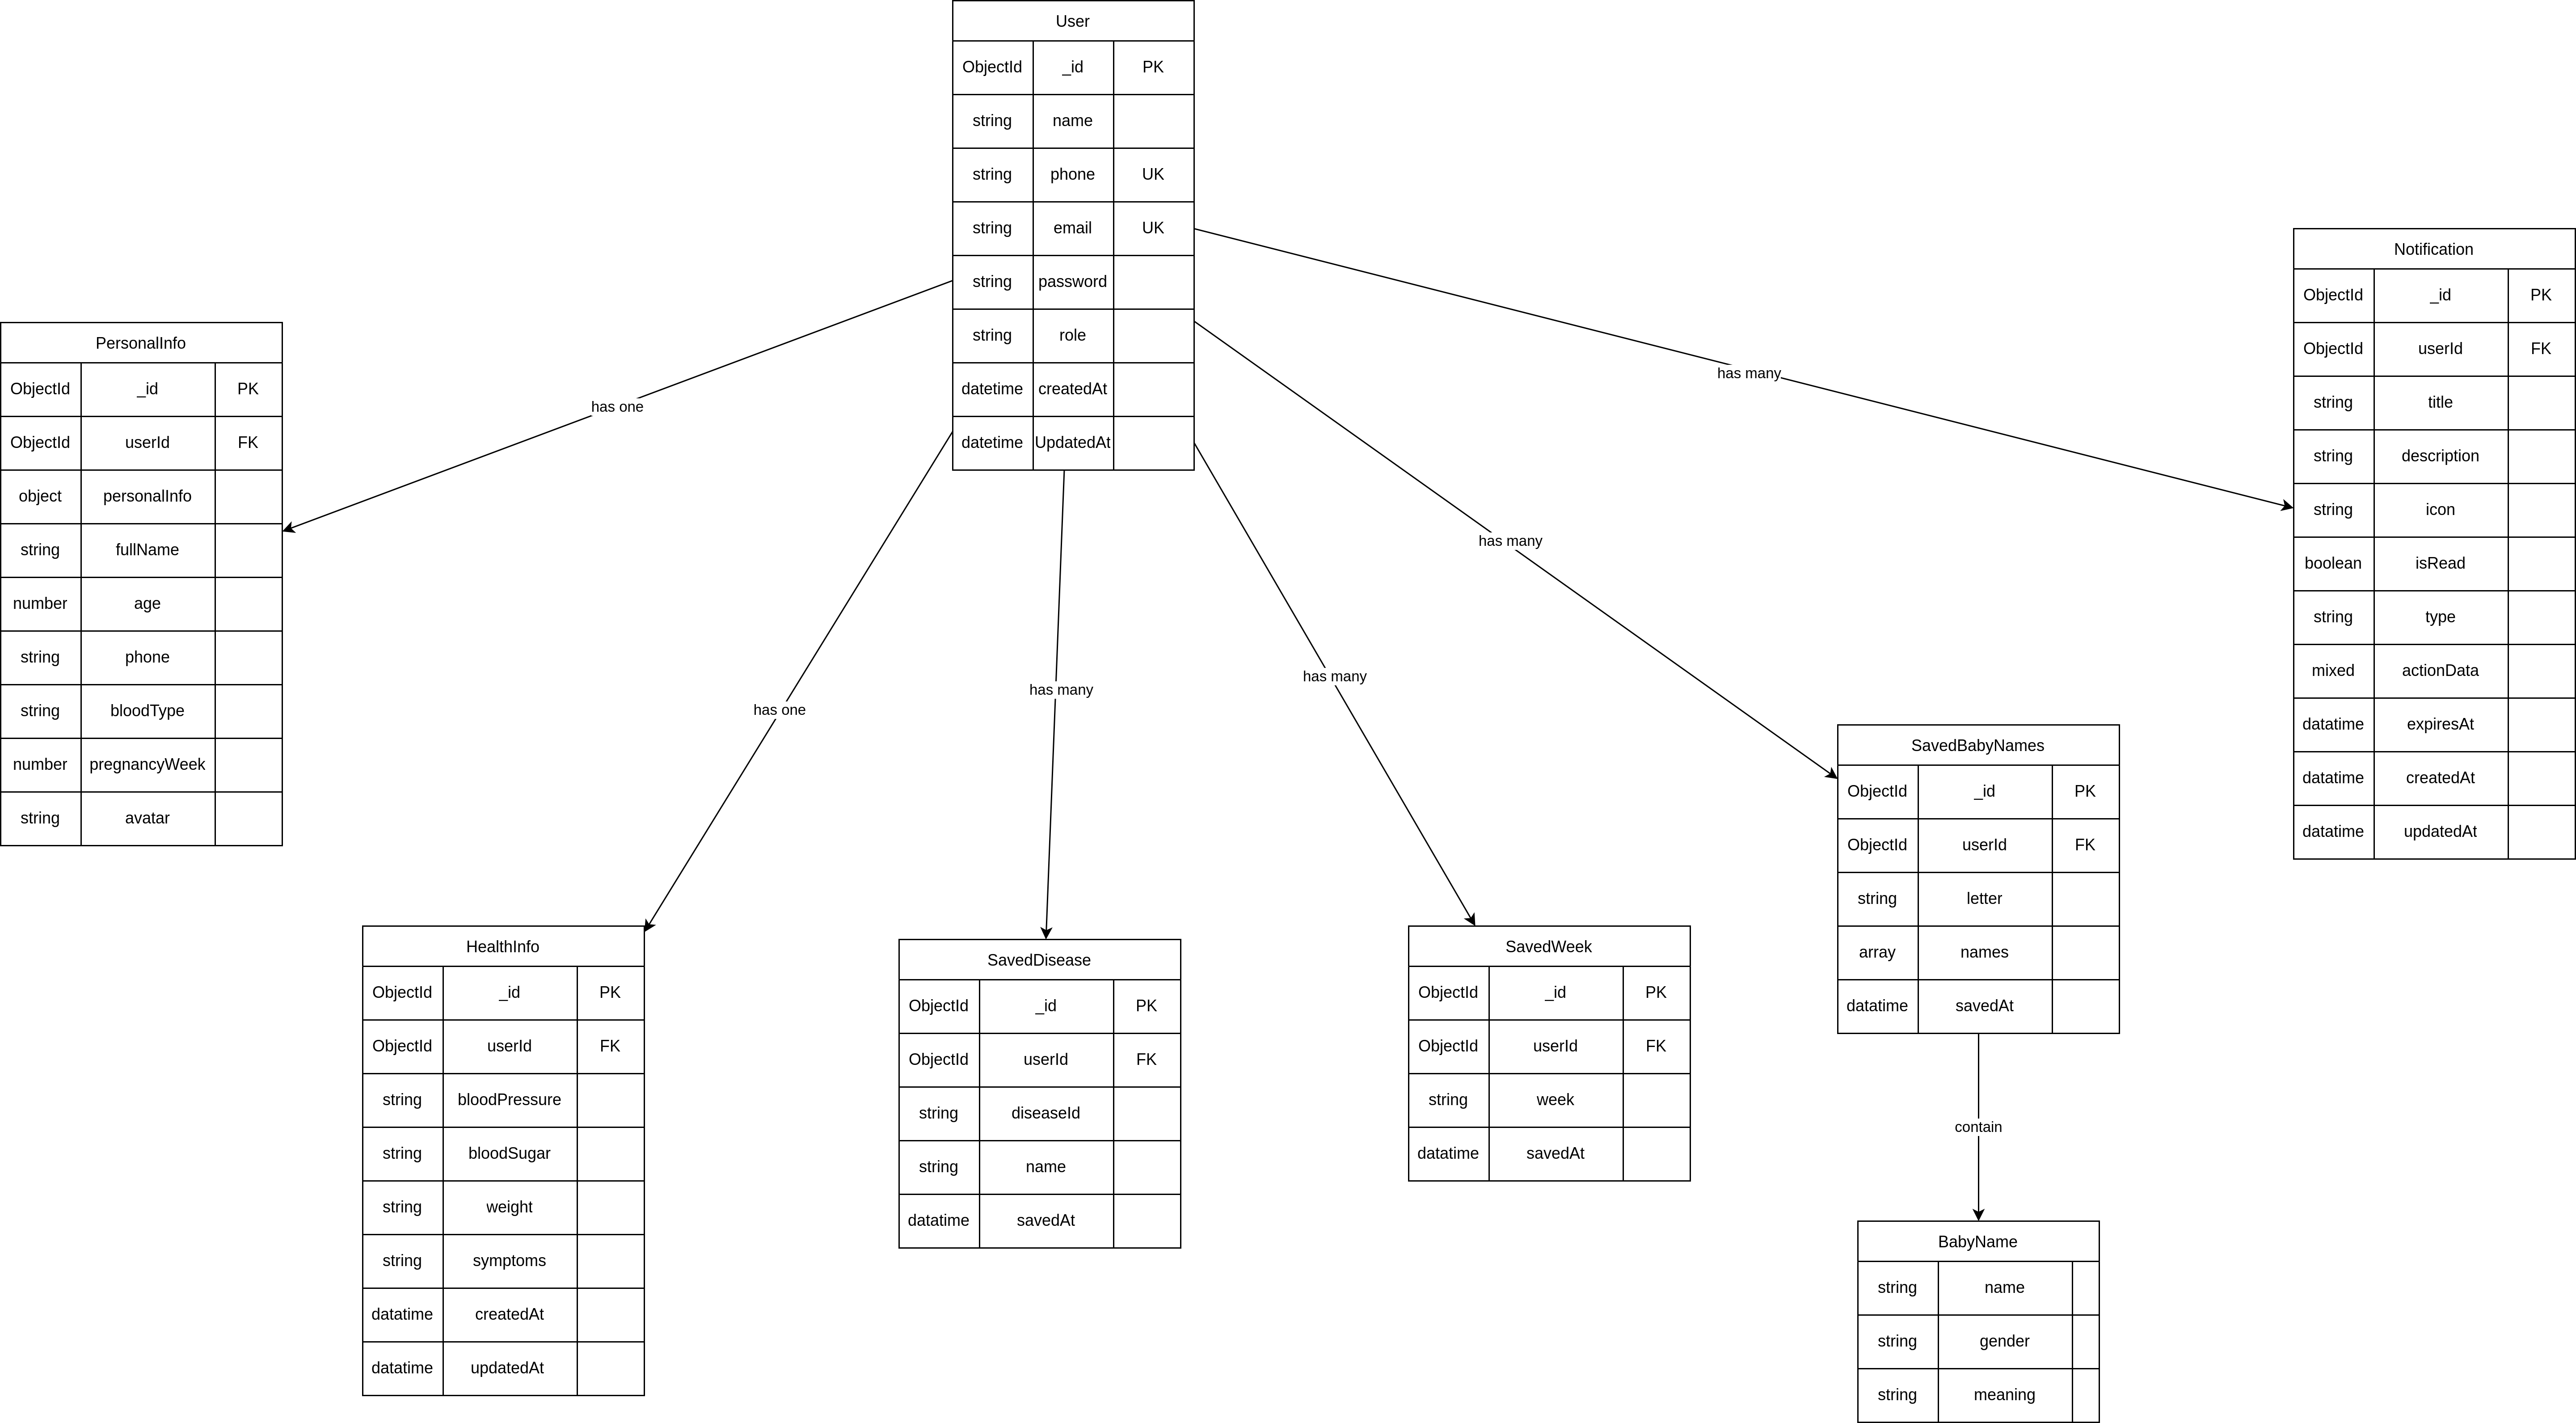 User
ObjectId _id PK
string name
string phone UK
string email UK
string password
string role
datetime createdAt
datetime UpdatedAt
has one
has one
has many
has many
has many
has many
PersonalInfo
ObjectId _id PK
ObjectId userId FK
object personalInfo
string fullName
number age
string phone
string bloodType
number pregnancyWeek
string avatar
HealthInfo
ObjectId _id PK
ObjectId userId FK
string bloodPressure
string bloodSugar
string weight
string symptoms
datatime createdAt
datatime updatedAt
SavedDisease
ObjectId _id PK
ObjectId userId FK
string diseaseId
string name
datatime savedAt
SavedWeek
ObjectId _id PK
ObjectId userId FK
string week
datatime savedAt
SavedBabyNames
ObjectId _id PK
ObjectId userId FK
string letter
array names
datatime savedAt
contain
BabyName
string name
string gender
string meaning
Notification
ObjectId _id PK
ObjectId userId FK
string title
string description
string icon
boolean isRead
string type
mixed actionData
datatime expiresAt
datatime createdAt
datatime updatedAt